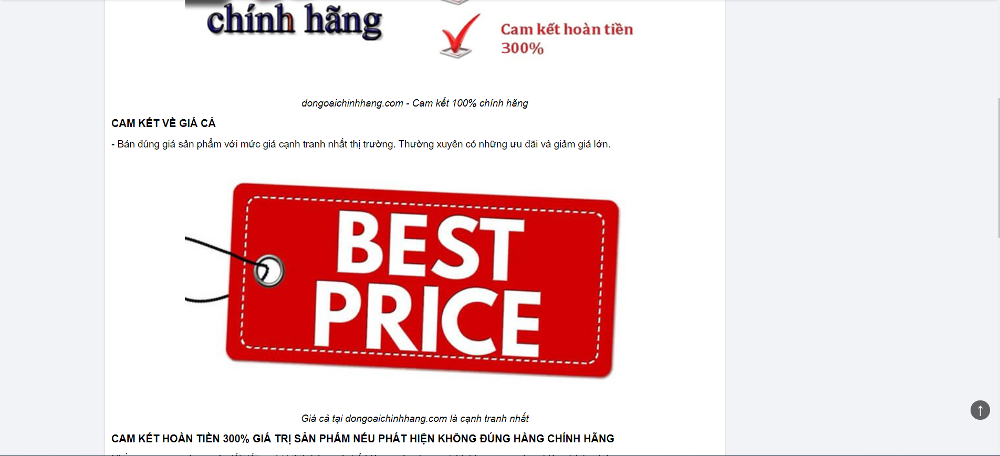 chính hãng
Cam kết hoàn tiền
300%
dongoaichinhhang.com - Cam kết 100% chính hãng
CAM KẾT VỀ GIÁ CẢ
- Bán đúng giá sản phẩm với mức giá cạnh tranh nhất thị trường. Thường xuyên có những ưu đãi và giảm giá lớn.
BEST
PRICE
Giá cả tại dongoaichinhhang.com là cạnh tranh nhất
CAM KẾT HOÀN TIỀN 300% GIÁ TRỊ SẢN PHẨM NẾU PHÁT HIỆN KHÔNG ĐÚNG HÀNG CHÍNH HÃNG